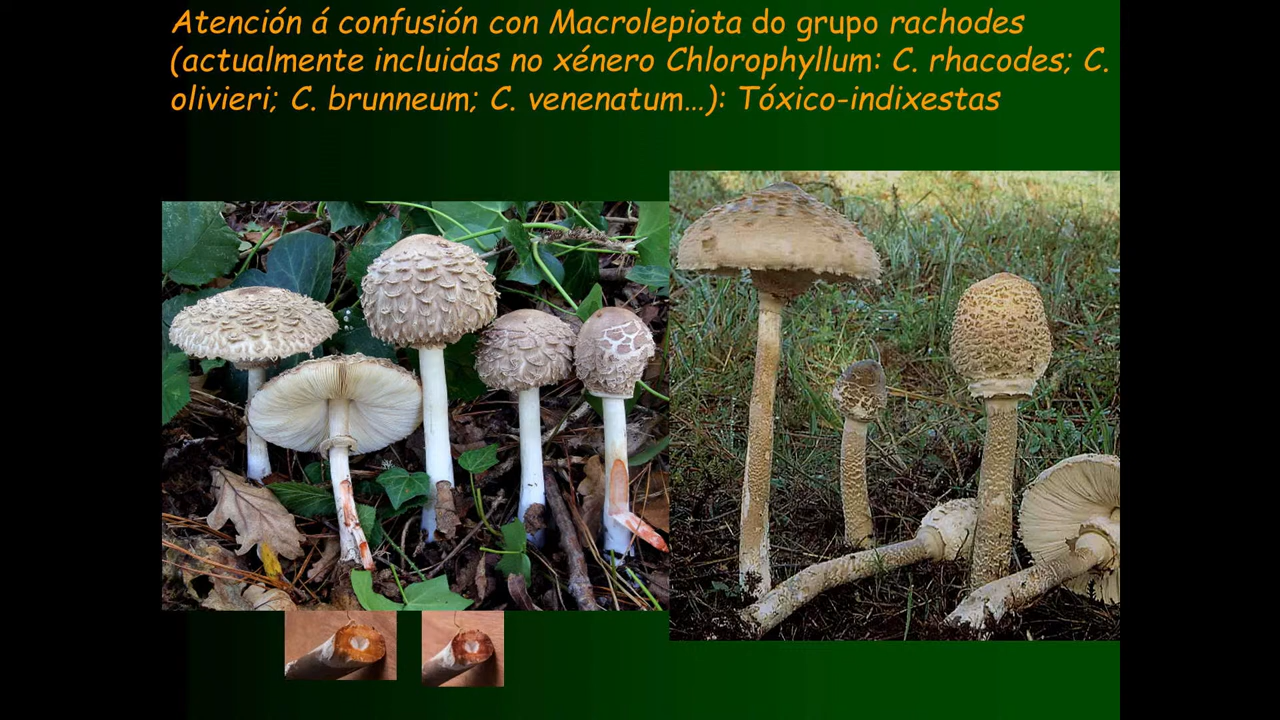 Atención á confusión con Macrolepiota do grupo rachodes
(actualmente incluidas no xénero Chlorophyllum: C. rhacodes; C.
olivieri; C. brunneum; C. venenatum…): Tóxico-indixestas